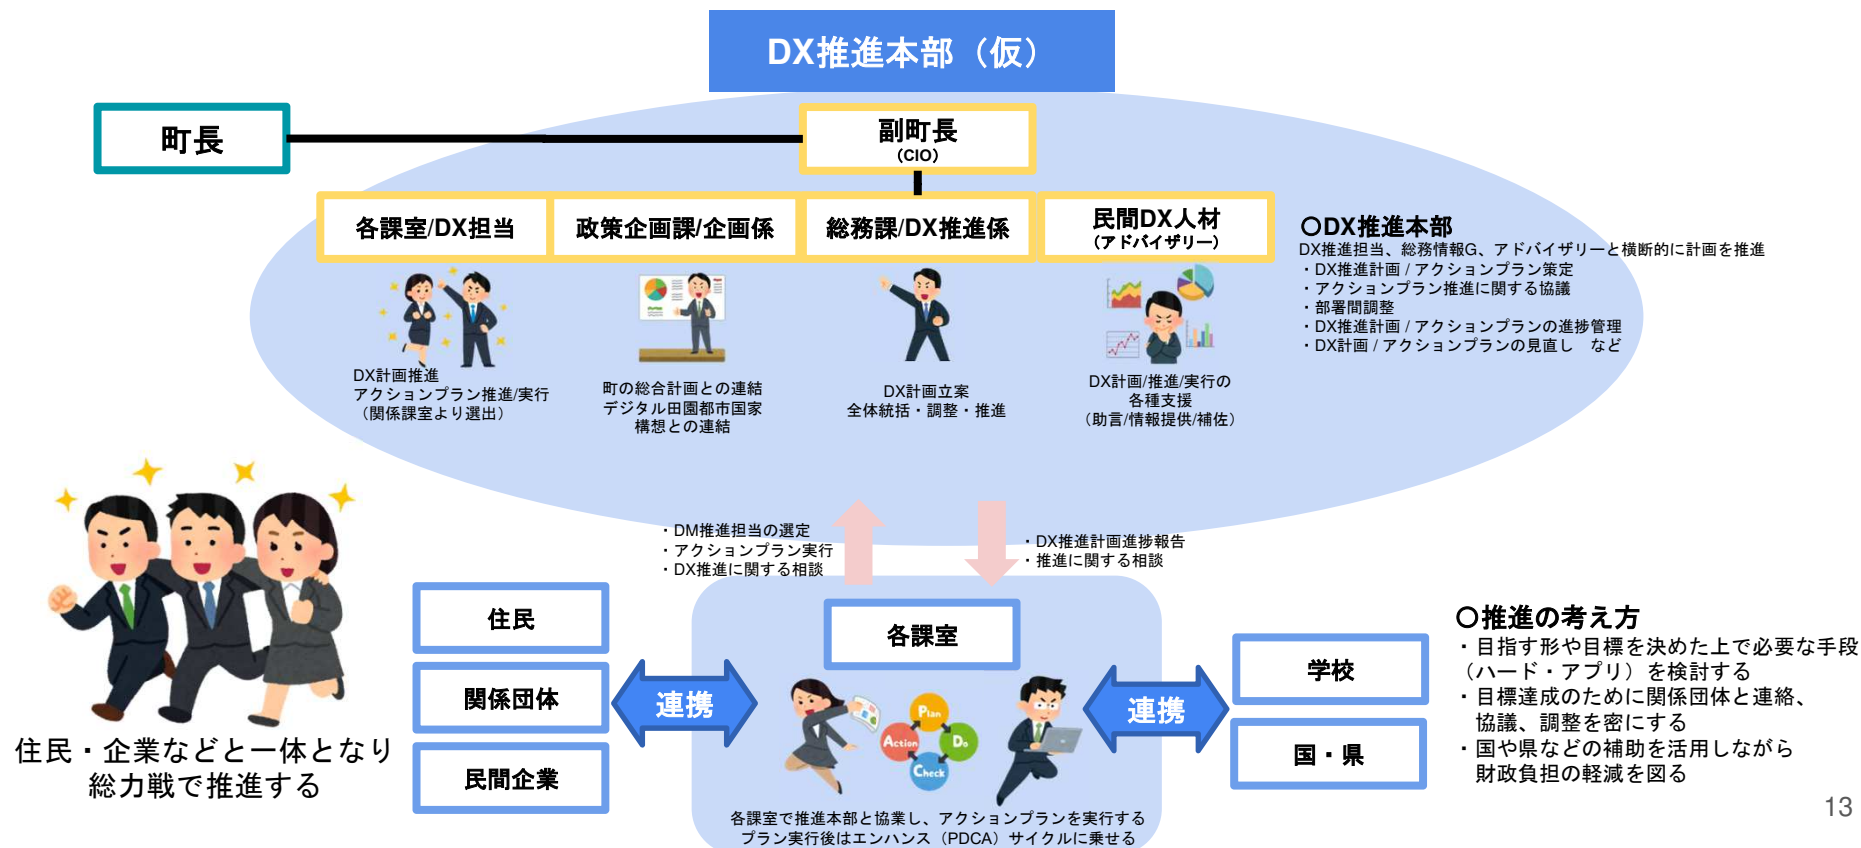 DX推進本部（仮）
町長
副町長
（CIO）
各課室/DX担当
政策企画課/企画係
総務課/DX推進係
民間DX人材
（アドバイザリー）
DX計画推進
アクションプラン推進/実行
（関係課室より選出）
町の総合計画との連結
デジタル田園都市国家
構想との連結
DX計画立案
全体統括・調整・推進
DX計画/推進/実行の
各種支援
（助言/情報提供/補佐）
〇DX推進本部
DX推進担当、総務情報G、アドバイザリーと横断的に計画を推進
・DX推進計画 / アクションプラン策定
・アクションプラン推進に関する協議
・部署間調整
・DX推進計画 / アクションプランの進捗管理
・DX計画 / アクションプランの見直し　など
・DM推進担当の選定
・アクションプラン実行
・DX推進に関する相談
・DX推進計画進捗報告
・推進に関する相談
住民・企業などと一体となり
総力戦で推進する
住民
関係団体
民間企業
連携
各課室
Plan
Do
Check
Action
各課室で推進本部と協業し、アクションプランを実行する
プラン実行後はエンハンス（PDCA）サイクルに乗せる
連携
学校
国・県
〇推進の考え方
・目指す形や目標を決めた上で必要な手段
（ハード・アプリ）を検討する
・目標達成のために関係団体と連絡、
協議、調整を密にする
・国や県などの補助を活用しながら
財政負担の軽減を図る
13